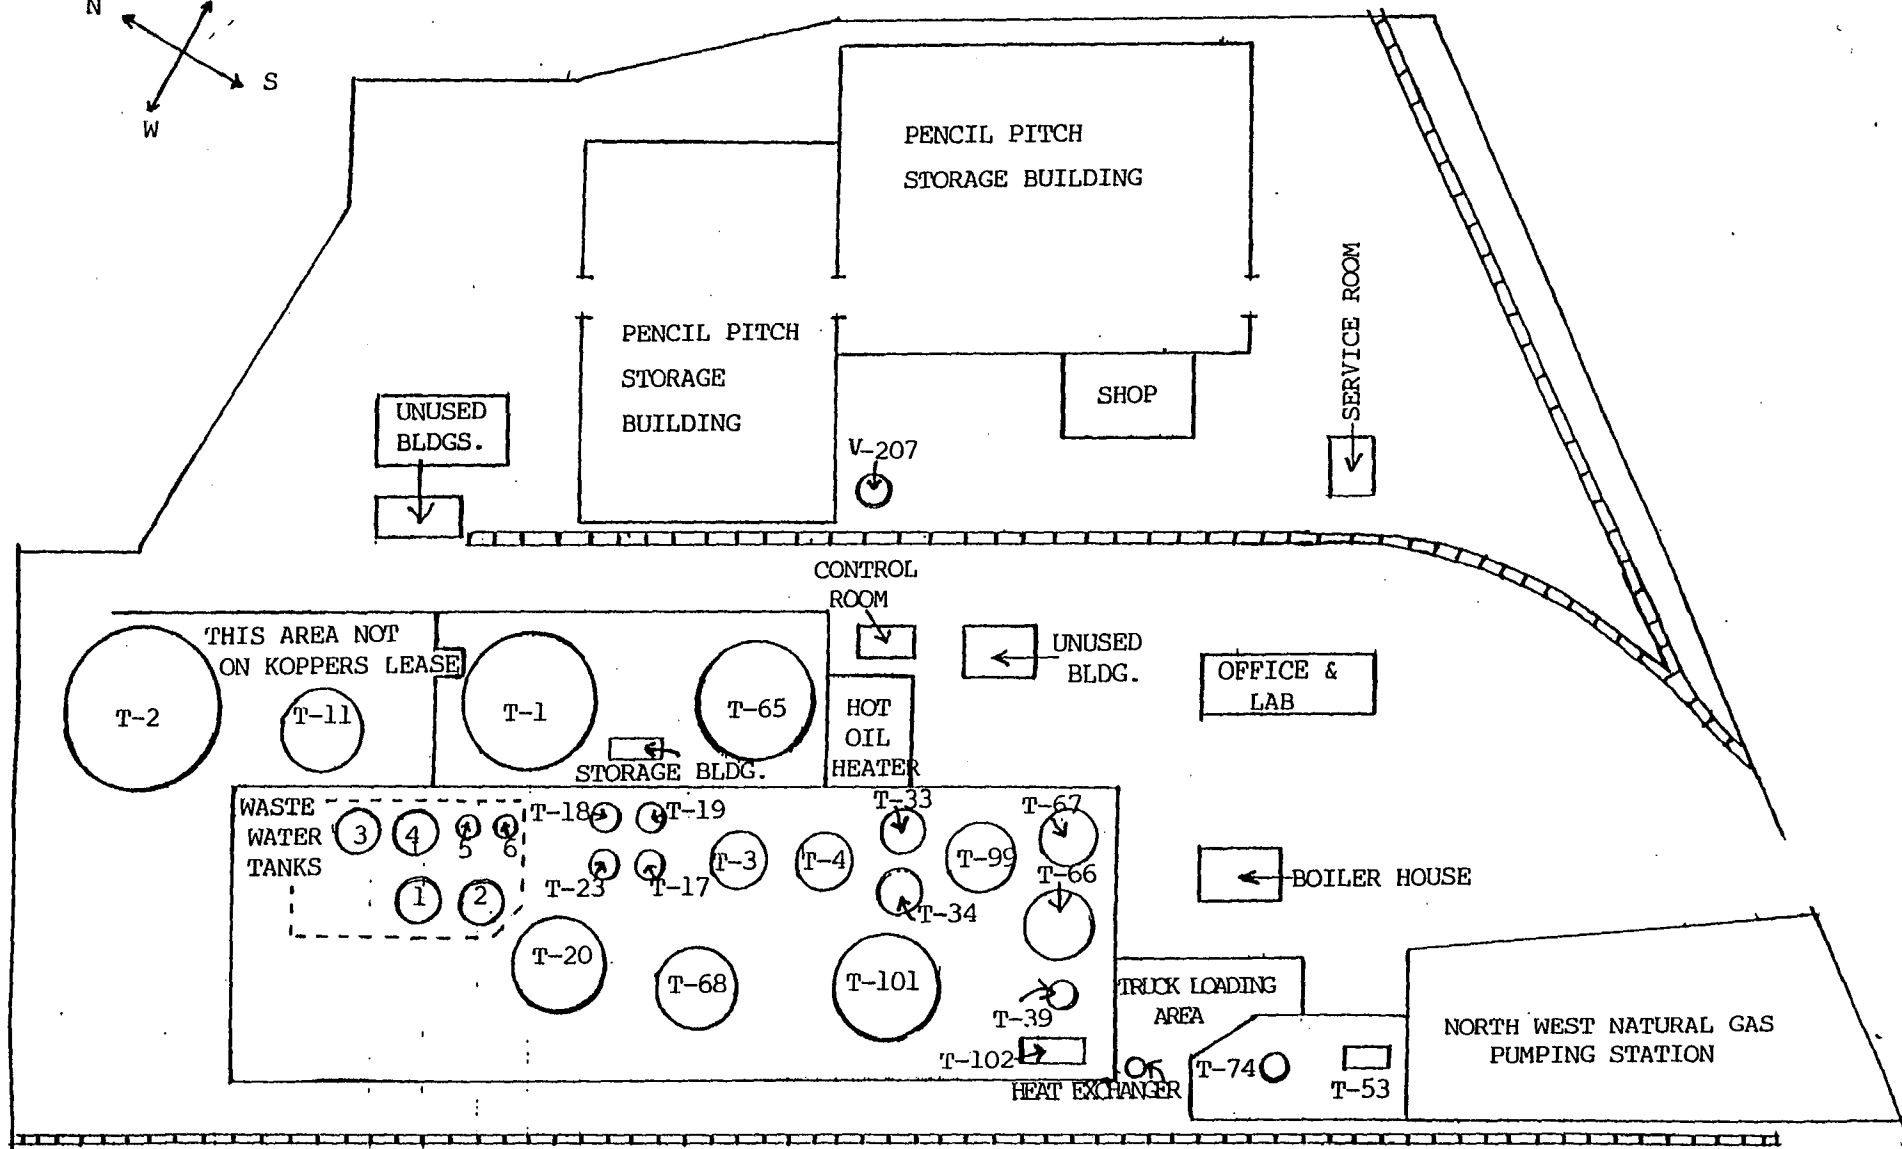 N
S
W
PENCIL PITCH
STORAGE BUILDING
SERVICE ROOM
PENCIL PITCH
STORAGE
BUILDING
SHOP
UNUSED
BLDGS.
V-207
CONTROL
ROOM
THIS AREA NOT
ON KOPPERS LEASE
UNUSED
BLDG.
OFFICE &
LAB
T-2
T-11
T-1
T-65
HOT
OIL
HEATER
STORAGE BLDG.
WASTE
WATER
TANKS
3
4
5
6
1
2
T-18
T-19
T-23
T-17
T-3
T-4
T-33
T-34
T-99
T-67
T-66
BOILER HOUSE
T-20
T-68
T-101
T-39
T-102
TRUCK LOADING
AREA
HEAT EXCHANGER
T-74
T-53
NORTH WEST NATURAL GAS
PUMPING STATION